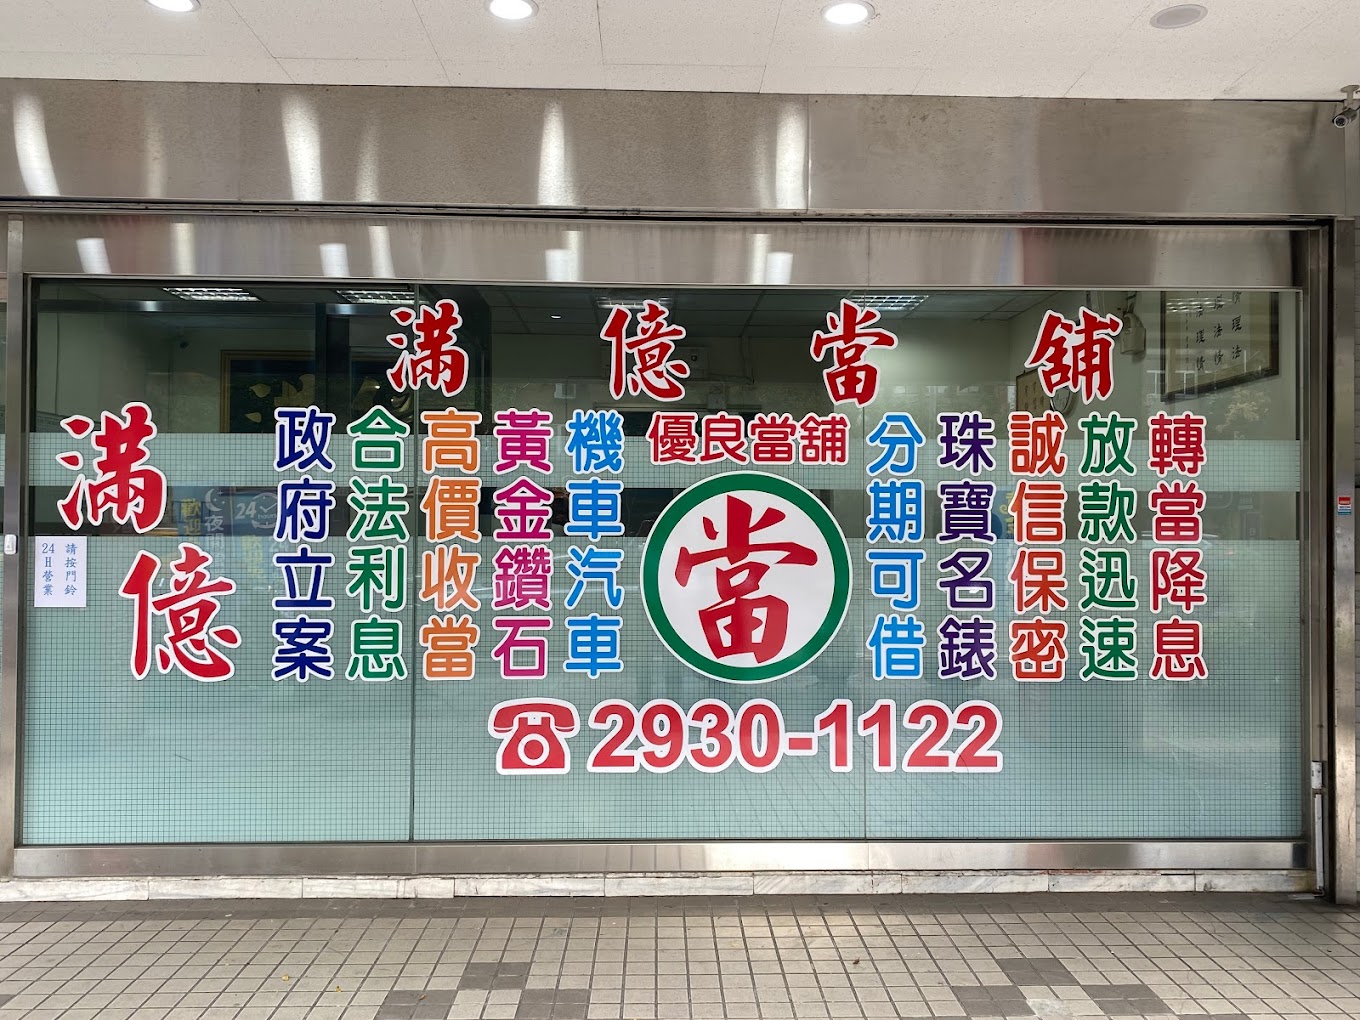 滿億當舖
滿億
政府立案
合法利息
高價收當
黃金鑽石
機車汽車
優良當舖
當
分期可借
珠寶名錶
誠信保密
放款迅速
轉當降息
2930-1122
請按門鈴
24H營業